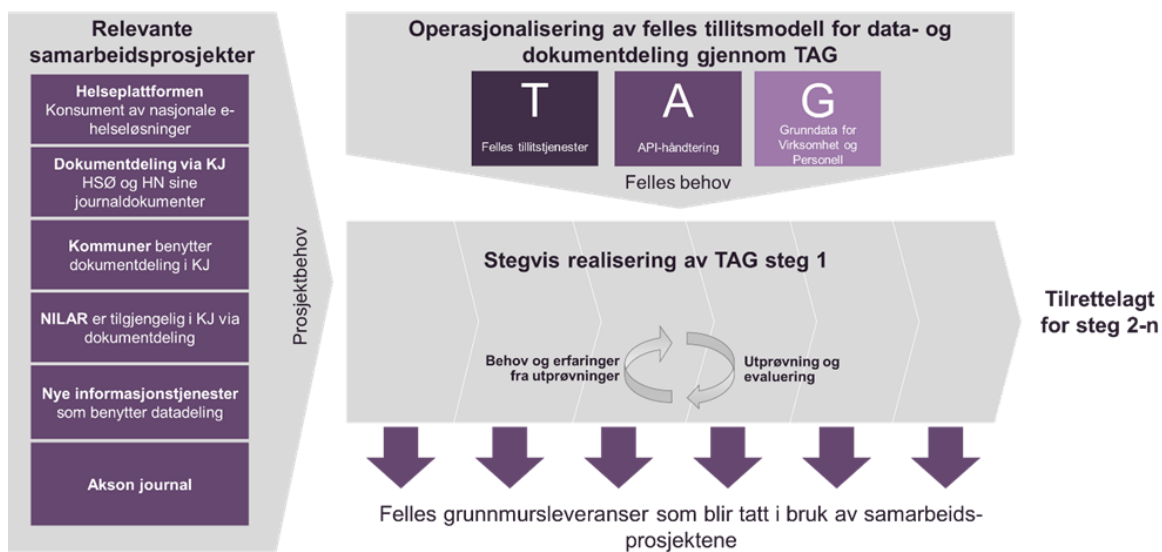 Relevante
samarbeidsprosjekter
Helseplattformen
Konsument av nasjonale e-
helseløsninger
Dokumentdeling via KJ
HSØ og HN sine
journaldokumenter
Kommuner benytter
dokumentdeling i KJ
NILAR er tilgjengelig i KJ via
dokumentdeling
Nye informasjonstjenester
som benytter datadeling
Akson journal
Prosjektbehov
Operasjonalisering av felles tillitsmodell for data- og
dokumentdeling gjennom TAG
T
Felles tillitstjenester
A
API-håndtering
G
Grunndata for
Virksomhet og
Personell
Felles behov
Stegvis realisering av TAG steg 1
Behov og erfaringer
fra utprøvninger
Utprøvning og
evaluering
Tilrettelagt
for steg 2-n
Felles grunnmursleveranser som blir tatt i bruk av samarbeids-
prosjektene